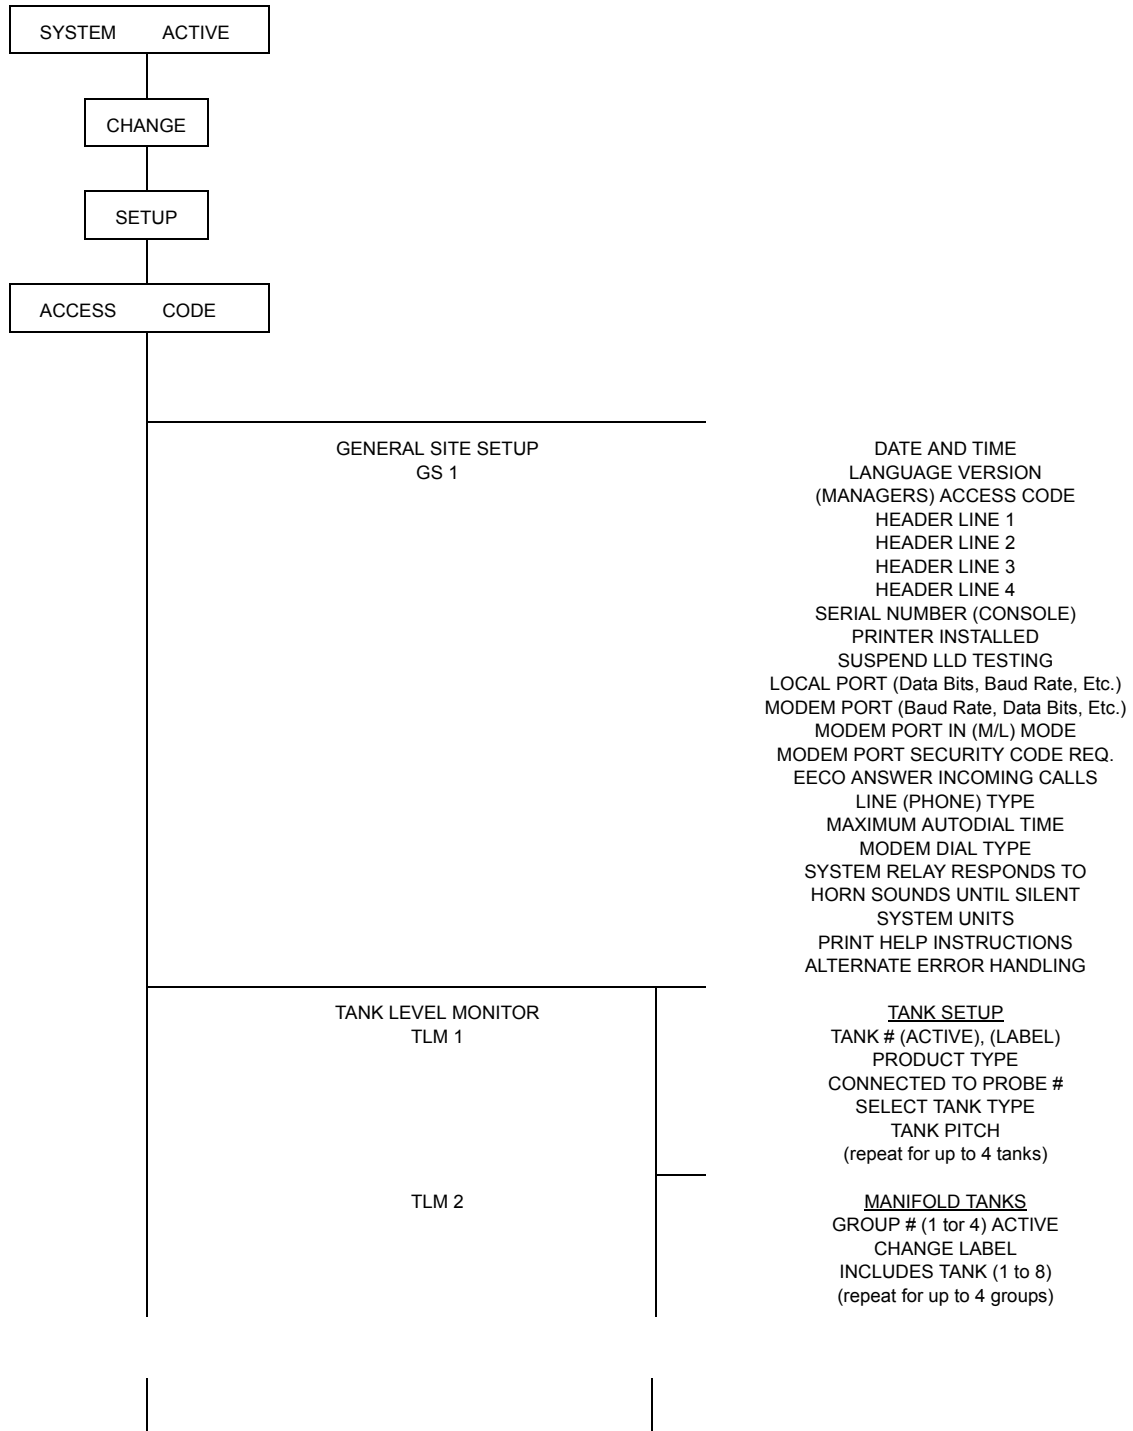 SYSTEM ACTIVE
CHANGE
SETUP
ACCESS CODE
GENERAL SITE SETUP
GS 1
DATE AND TIME
LANGUAGE VERSION
(MANAGERS) ACCESS CODE
HEADER LINE 1
HEADER LINE 2
HEADER LINE 3
HEADER LINE 4
SERIAL NUMBER (CONSOLE)
PRINTER INSTALLED
SUSPEND LLD TESTING
LOCAL PORT (Data Bits, Baud Rate, Etc.)
MODEM PORT (Baud Rate, Data Bits, Etc.)
MODEM PORT IN (M/L) MODE
MODEM PORT SECURITY CODE REQ.
EECO ANSWER INCOMING CALLS
LINE (PHONE) TYPE
MAXIMUM AUTODIAL TIME
MODEM DIAL TYPE
SYSTEM RELAY RESPONDS TO
HORN SOUNDS UNTIL SILENT
SYSTEM UNITS
PRINT HELP INSTRUCTIONS
ALTERNATE ERROR HANDLING
TANK LEVEL MONITOR
TLM 1
TANK SETUP
TANK # (ACTIVE), (LABEL)
PRODUCT TYPE
CONNECTED TO PROBE #
SELECT TANK TYPE
TANK PITCH
(repeat for up to 4 tanks)
TLM 2
MANIFOLD TANKS
GROUP # (1 tor 4) ACTIVE
CHANGE LABEL
INCLUDES TANK (1 to 8)
(repeat for up to 4 groups)